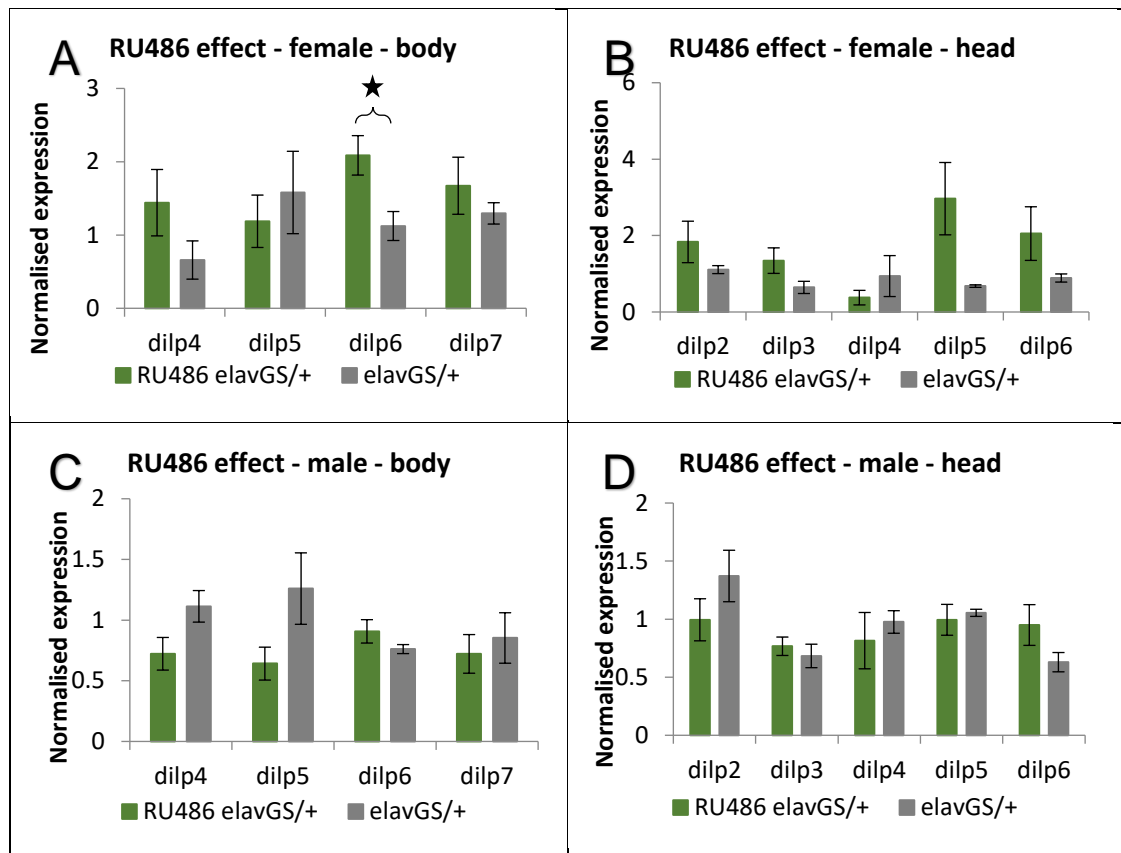 A
RU486 effect - female - body
Normalised expression
3
2
1
0
dilp4 dilp5 dilp6 dilp7
RU486 elavGS/+ elavGS/+
B
RU486 effect - female - head
Normalised expression
6
4
2
0
dilp2 dilp3 dilp4 dilp5 dilp6
RU486 elavGS/+ elavGS/+
C
RU486 effect - male - body
Normalised expression
2
1.5
1
0.5
0
dilp4 dilp5 dilp6 dilp7
RU486 elavGS/+ elavGS/+
D
RU486 effect - male - head
Normalised expression
2
1.5
1
0.5
0
dilp2 dilp3 dilp4 dilp5 dilp6
RU486 elavGS/+ elavGS/+